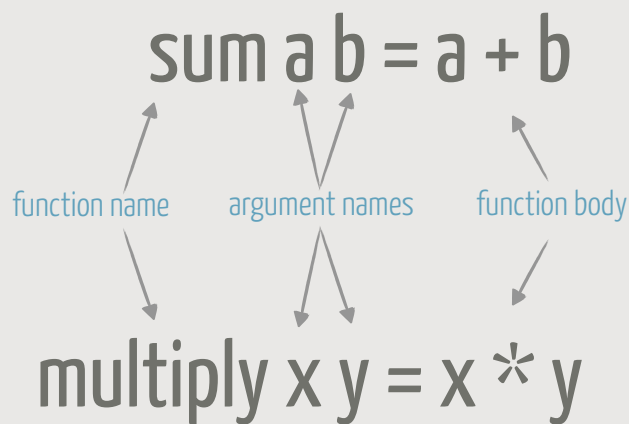 sum a b = a + b
function name argument names function body
multiply x y = x * y